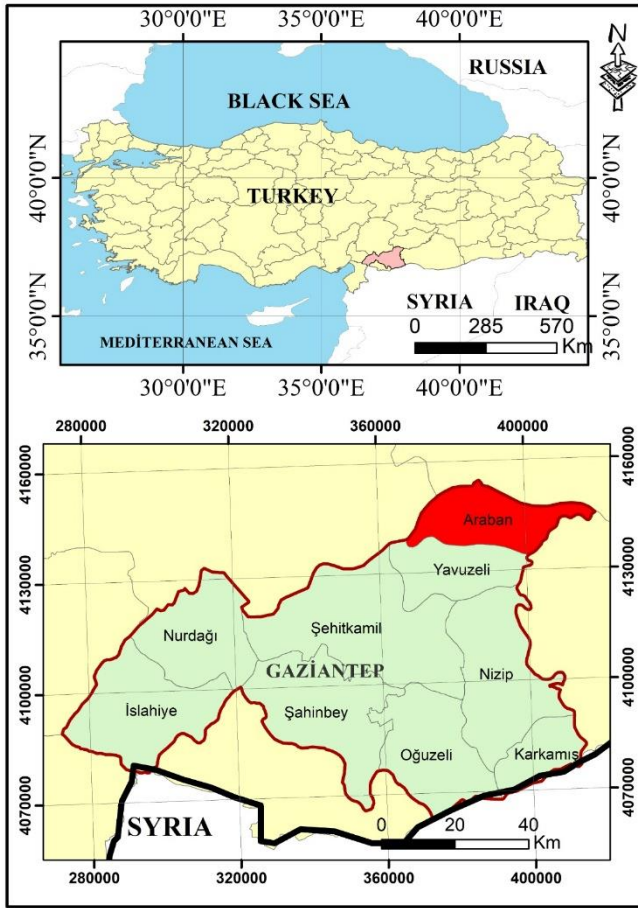 30°0'0"E 35°0'0"E 40°0'0"E
N
RUSSIA
BLACK SEA
40°0'0"N 40°0'0"N
TURKEY
SYRIA IRAQ
35°0'0"N 35°0'0"N
0 285 570
Km
MEDİTERRANEAN SEA
30°0'0"E 35°0'0"E 40°0'0"E
280000 320000 360000 400000
4160000 4160000
Araban
Yavuzeli
4130000 4130000
Nurdağı
Şehitkamil
GAZİANTEP
Nizip
4100000 4100000
İslahiye
Şahinbey
Oğuzeli
Karkamış
4070000 4070000
SYRIA
0 20 40
Km
280000 320000 360000 400000